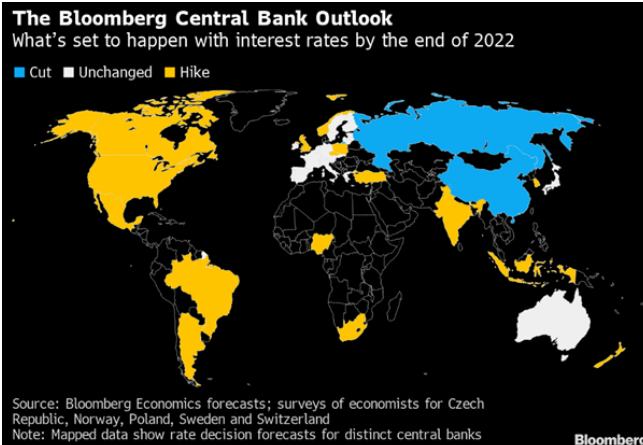 The Bloomberg Central Bank Outlook
What's set to happen with interest rates by the end of 2022
Cut Unchanged Hike
Source: Bloomberg Economics forecasts; surveys of economists for Czech
Republic, Norway, Poland, Sweden and Switzerland
Note: Mapped data show rate decision forecasts for distinct central banks
Bloomberg